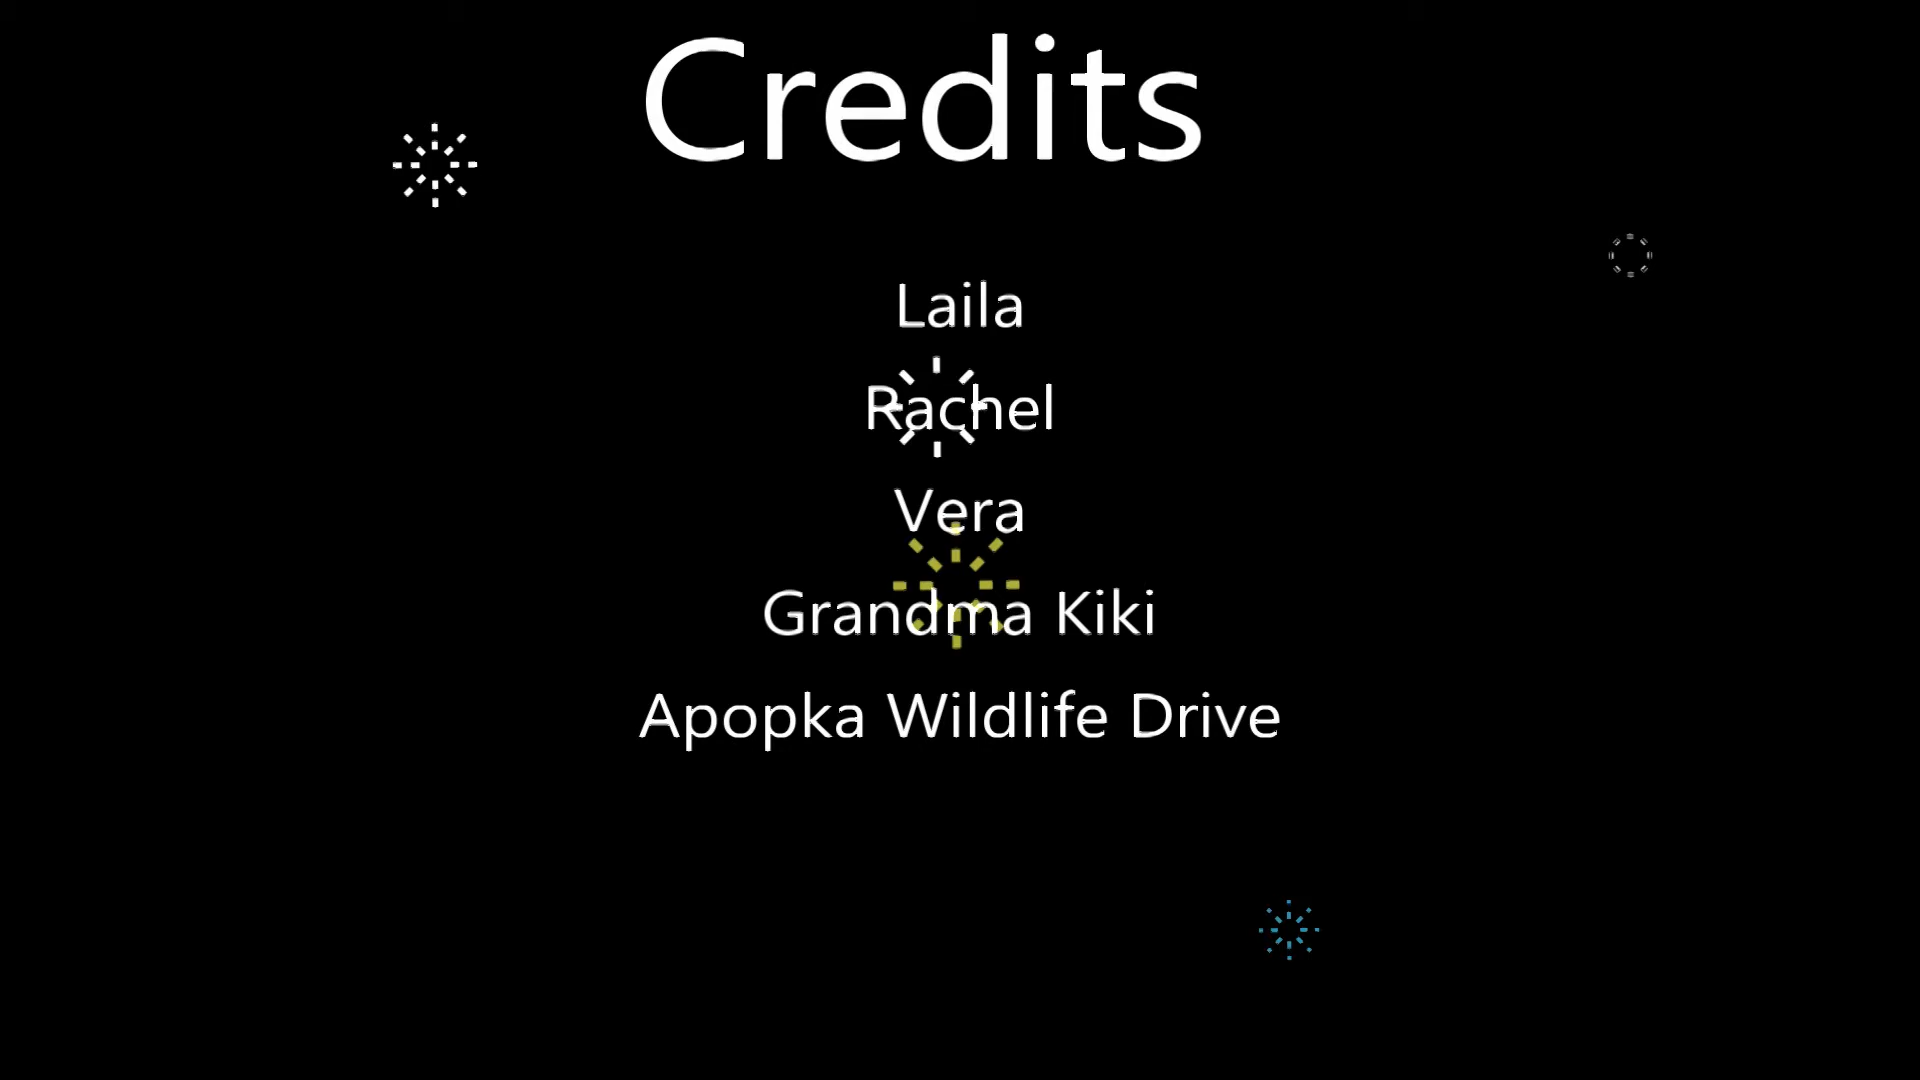 Credits
Laila
Rachel
Vera
Grandma Kiki
Apopka Wildlife Drive